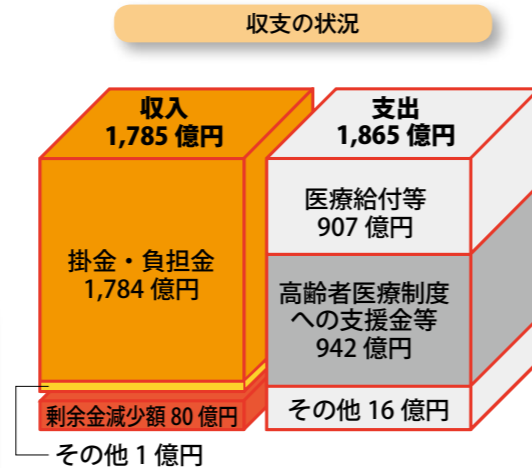 収支の状況
収入
1,785 億円
掛金・負担金
1,784 億円
剰余金減少額 80 億円
その他 1 億円
支出
1,865 億円
医療給付等
907 億円
高齢者医療制度
への支援金等
942 億円
その他 16 億円